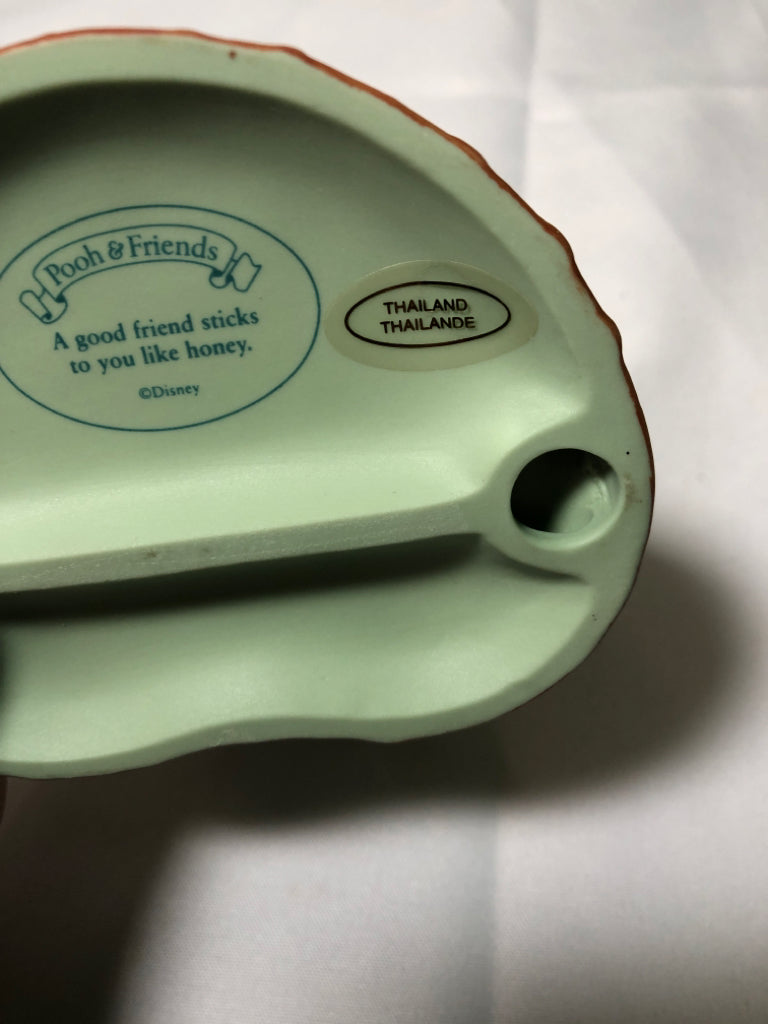 Pooh & Friends
A good friend sticks
to you like honey.
©Disney
THAILAND
THAILANDE